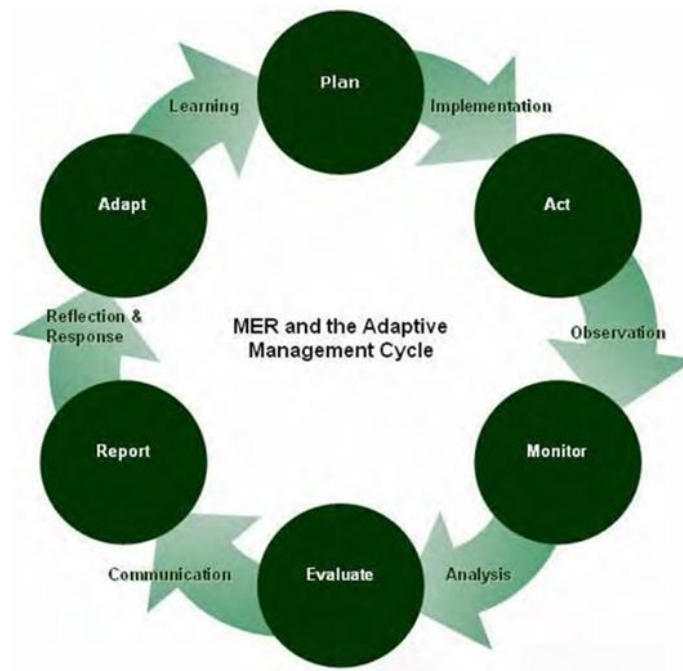 Plan
Learning
Implementation
Adapt
Act
Reflection &
Response
MER and the Adaptive
Management Cycle
Observation
Report
Monitor
Communication
Evaluate
Analysis